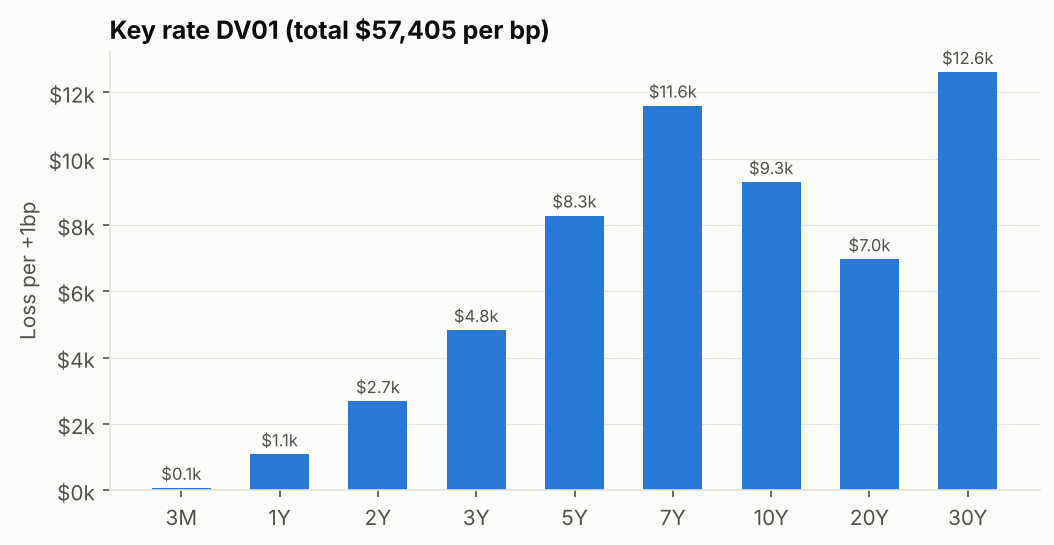 Key rate DV01 (total $57,405 per bp)
Loss per +1bp
$12k
$10k
$8k
$6k
$4k
$2k
$0k
$0.1k
$1.1k
$2.7k
$4.8k
$8.3k
$11.6k
$9.3k
$7.0k
$12.6k
3M 1Y 2Y 3Y 5Y 7Y 10Y 20Y 30Y